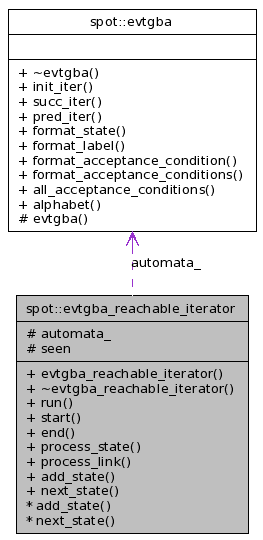 spot::evtgba
+ ~evtgba()
+ init_iter()
+ succ_iter()
+ pred_iter()
+ format_state()
+ format_label()
+ format_acceptance_condition()
+ format_acceptance_conditions()
+ all_acceptance_conditions()
+ alphabet()
# evtgba()
automata_
spot::evtgba_reachable_iterator
# automata_
# seen
+ evtgba_reachable_iterator()
+ ~evtgba_reachable_iterator()
+ run()
+ start()
+ end()
+ process_state()
+ process_link()
+ add_state()
+ next_state()
* add_state()
* next_state()